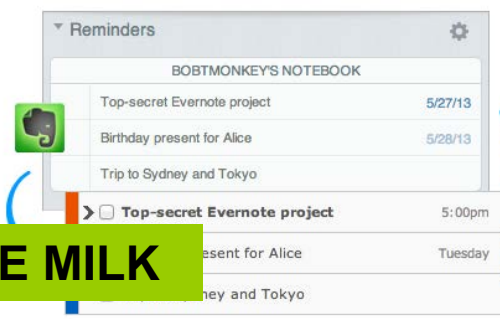 Reminders
BOBTMONKEY'S NOTEBOOK
Top-secret Evernote project 5/27/13
Birthday present for Alice 5/28/13
Trip to Sydney and Tokyo
Top-secret Evernote project 5:00pm
E MILK
esent for Alice Tuesday
ney and Tokyo